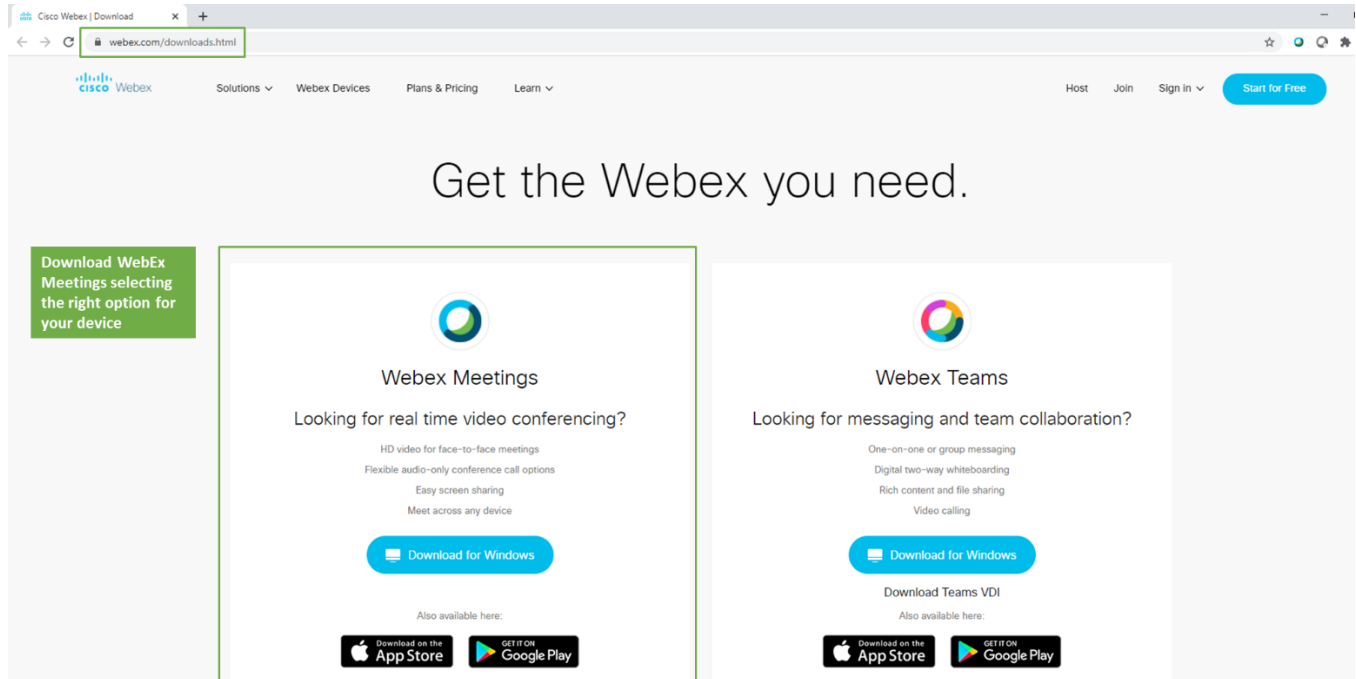 Cisco Webex | Download
webex.com/downloads.html
CISCO Webex
Solutions
Webex Devices
Plans & Pricing
Learn
Host
Join
Sign in
Start for Free
Get the Webex you need.
Download WebEx
Meetings selecting
the right option for
your device
Webex Meetings
Looking for real time video conferencing?
HD video for face-to-face meetings
Flexible audio-only conference call options
Easy screen sharing
Meet across any device
Download for Windows
Also available here:
Download on the
App Store
GET IT ON
Google Play
Webex Teams
Looking for messaging and team collaboration?
One-on-one or group messaging
Digital two-way whiteboarding
Rich content and file sharing
Video calling
Download for Windows
Download Teams VDI
Also available here:
Download on the
App Store
GET IT ON
Google Play